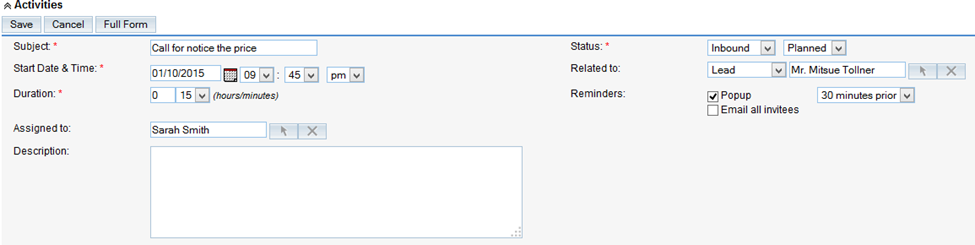 Activities
Save Cancel Full Form
Subject: * Call for notice the price Status: * Inbound Planned
Start Date & Time: * 01/10/2015 09 : 45 pm Related to: Lead Mr. Mitsue Tollner
Duration: * 0 15 (hours/minutes) Reminders: Popup 30 minutes prior
Email all invitees
Assigned to: Sarah Smith
Description: